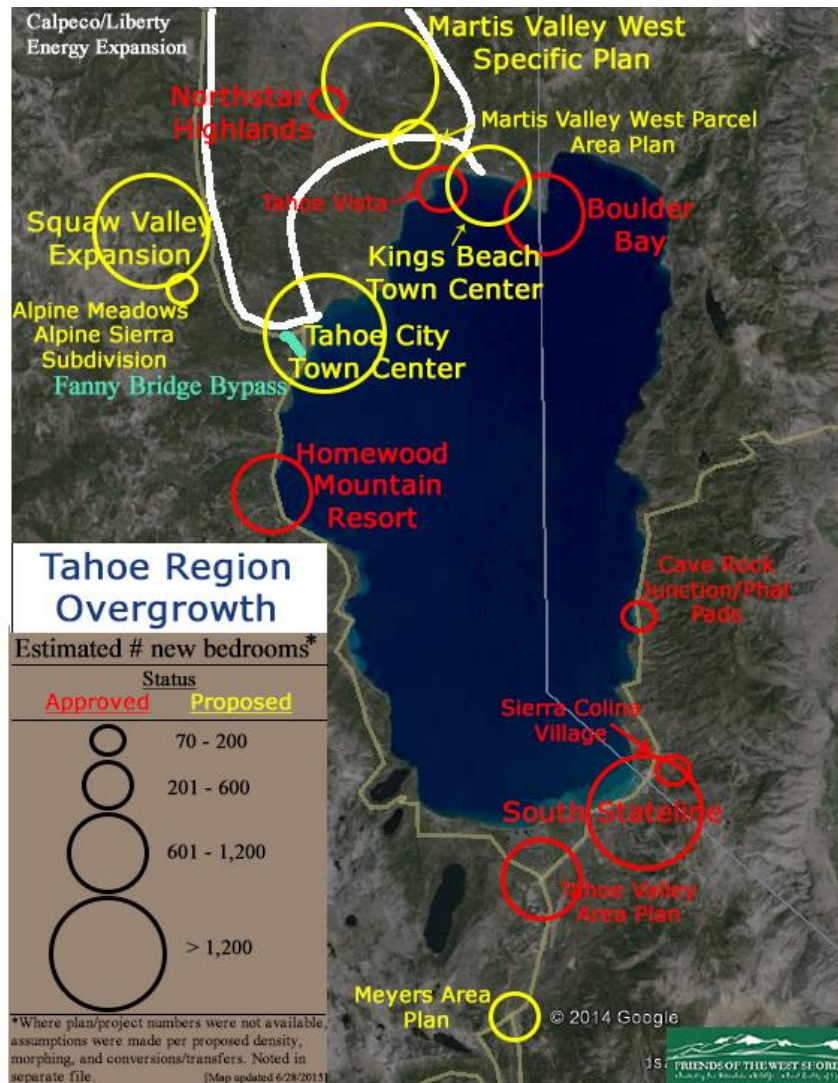 Calpeco/Liberty
Energy Expansion
Martis Valley West
Specific Plan
Northstar
Highlands
Martis Valley West Parcel
Area Plan
Tahoe Vista
Boulder
Bay
Squaw Valley
Expansion
Kings Beach
Town Center
Alpine Meadows
Alpine Sierra
Subdivision
Tahoe City
Town Center
Fanny Bridge Bypass
Homewood
Mountain
Resort
Tahoe Region
Overgrowth
Cave Rock
Junction/Phat
Pads
Estimated # new bedrooms*
Status
Approved Proposed
70 - 200
201 - 600
601 - 1,200
> 1,200
Sierra Colina
Village
South Stateline
Tahoe Valley
Area Plan
Meyers Area
Plan
© 2014 Google
*Where plan/project numbers were not available,
assumptions were made per proposed density,
morphing, and conversions/transfers. Noted in
separate file. [Map updated 6/28/2015]
FRIENDS OF THE WEST SHORE